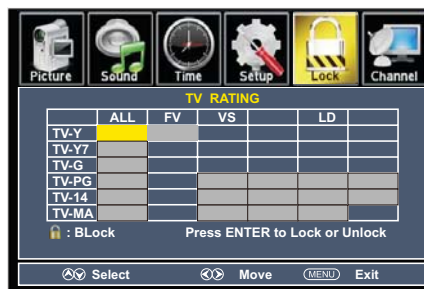 Picture Sound Time Setup Lock Channel
TV RATING
ALL FV VS LD
TV-Y
TV-Y7
TV-G
TV-PG
TV-14
TV-MA
: BLock Press ENTER to Lock or Unlock
Select Move MENU Exit